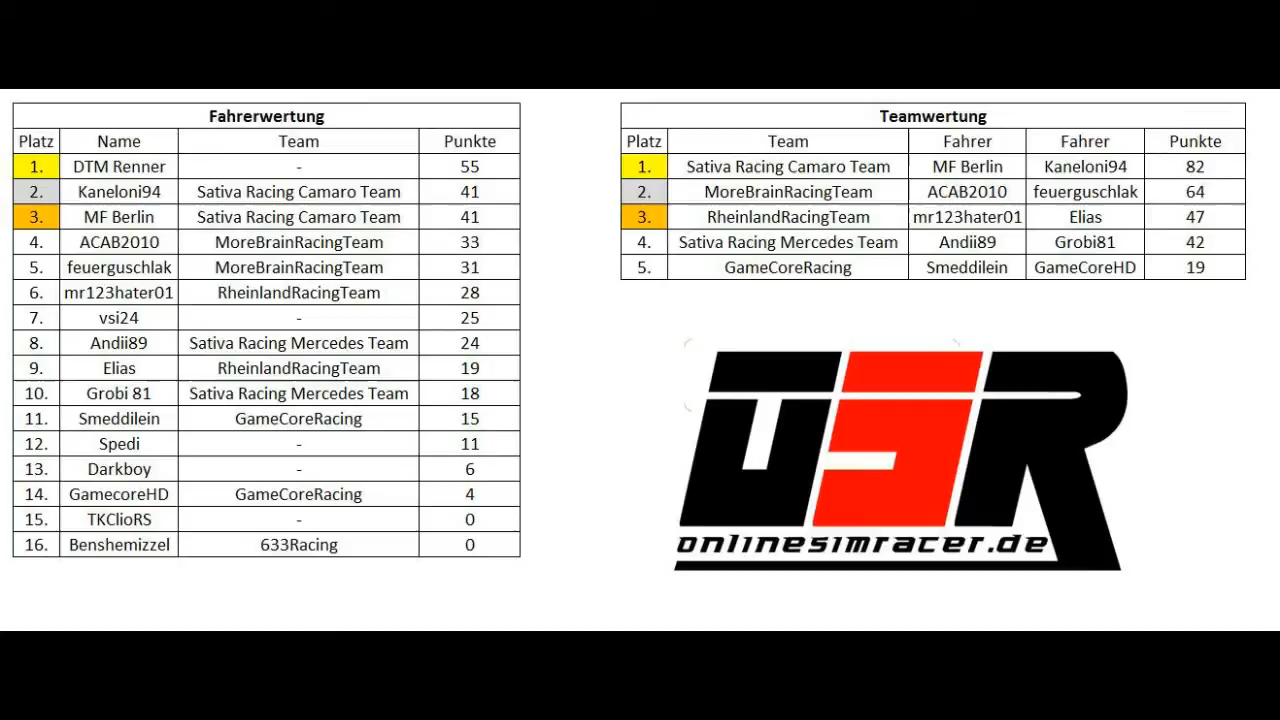 Fahrerwertung
Platz Name Team Punkte
1. DTM Renner - 55
2. Kaneloni94 Sativa Racing Camaro Team 41
3. MF Berlin Sativa Racing Camaro Team 41
4. ACAB2010 MoreBrainRacingTeam 33
5. feuerguschlak MoreBrainRacingTeam 31
6. mr123hater01 RheinlandRacingTeam 28
7. vsi24 - 25
8. Andii89 Sativa Racing Mercedes Team 24
9. Elias RheinlandRacingTeam 19
10. Grobi 81 Sativa Racing Mercedes Team 18
11. Smeddilein GameCoreRacing 15
12. Spedi - 11
13. Darkboy - 6
14. GamecoreHD GameCoreRacing 4
15. TKClioRS - 0
16. Benshemizzel 633Racing 0
Teamwertung
Platz Team Fahrer Fahrer Punkte
1. Sativa Racing Camaro Team MF Berlin Kaneloni94 82
2. MoreBrainRacingTeam ACAB2010 feuerguschlak 64
3. RheinlandRacingTeam mr123hater01 Elias 47
4. Sativa Racing Mercedes Team Andii89 Grobi81 42
5. GameCoreRacing Smeddilein GameCoreHD 19
OSR
onlinesimracer.de